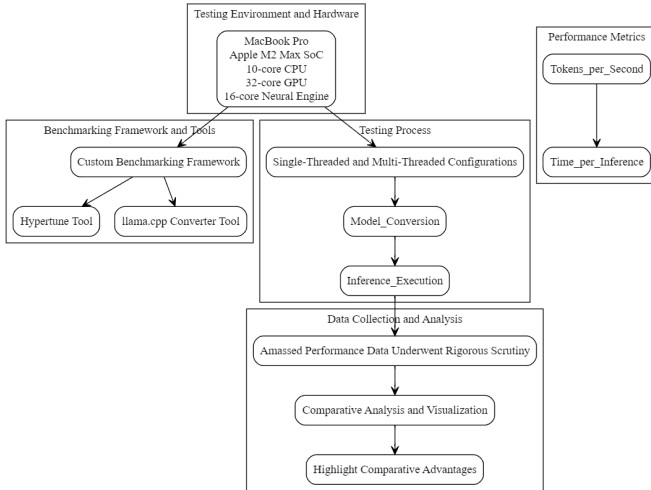 Testing Environment and Hardware
MacBook Pro
Apple M2 Max SoC
10-core CPU
32-core GPU
16-core Neural Engine
Performance Metrics
Tokens_per_Second
Time_per_Inference
Benchmarking Framework and Tools
Custom Benchmarking Framework
Hypertune Tool
llama.cpp Converter Tool
Testing Process
Single-Threaded and Multi-Threaded Configurations
Model_Conversion
Inference_Execution
Data Collection and Analysis
Amassed Performance Data Underwent Rigorous Scrutiny
Comparative Analysis and Visualization
Highlight Comparative Advantages